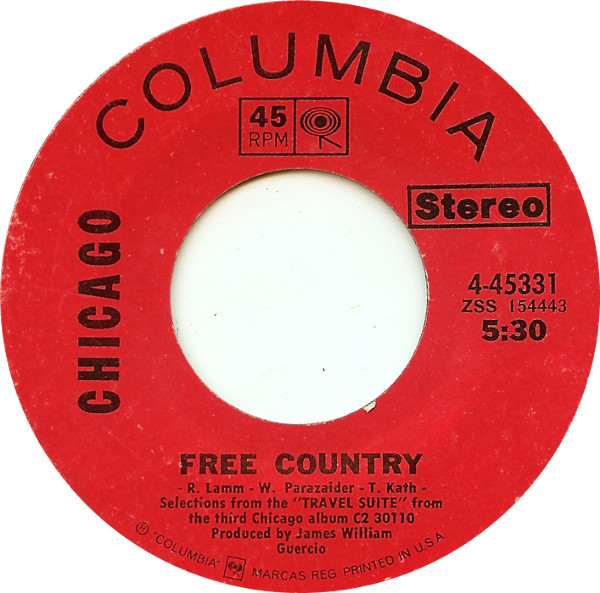 COLUMBIA
45
RPM
CHICAGO
Stereo
4-45331
ZSS 154443
5:30
FREE COUNTRY
- R. Lamm - W. Parazaider - T. Kath -
Selections from the "TRAVEL SUITE" from
the third Chicago album C2 30110
Produced by James William
Guercio
Ⓡ "COLUMBIA" MARCAS REG. PRINTED IN U.S.A